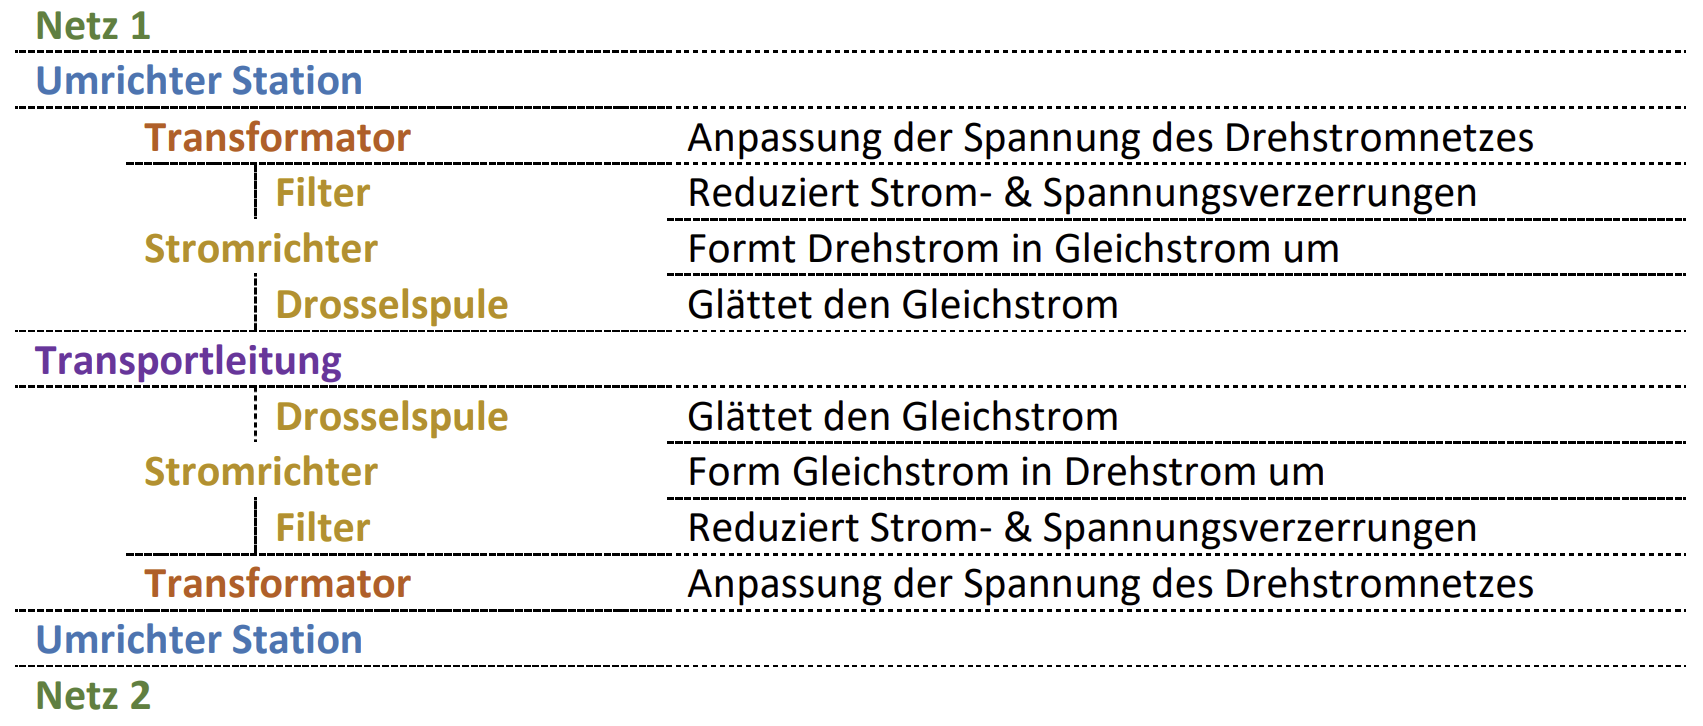 Netz 1
Umrichter Station
Transformator Anpassung der Spannung des Drehstromnetzes
Filter Reduziert Strom- & Spannungsverzerrungen
Stromrichter Formt Drehstrom in Gleichstrom um
Drosselspule Glättet den Gleichstrom
Transportleitung
Drosselspule Glättet den Gleichstrom
Stromrichter Form Gleichstrom in Drehstrom um
Filter Reduziert Strom- & Spannungsverzerrungen
Transformator Anpassung der Spannung des Drehstromnetzes
Umrichter Station
Netz 2